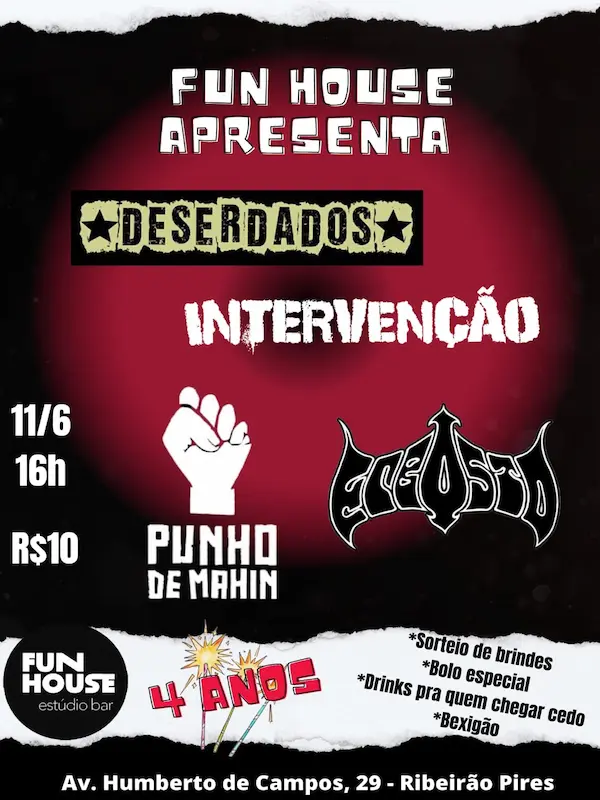 FUN HOUSE
APRESENTA
DESERDADOS
INTERVENÇÃO
11/6
16h
R$10
PUNHO
DE MAHIN
ERBOSIO
FUN
HOUSE
estúdio bar
4 ANOS
*Sorteio de brindes
*Bolo especial
*Drinks pra quem chegar cedo
*Bexigão
Av. Humberto de Campos, 29 - Ribeirão Pires